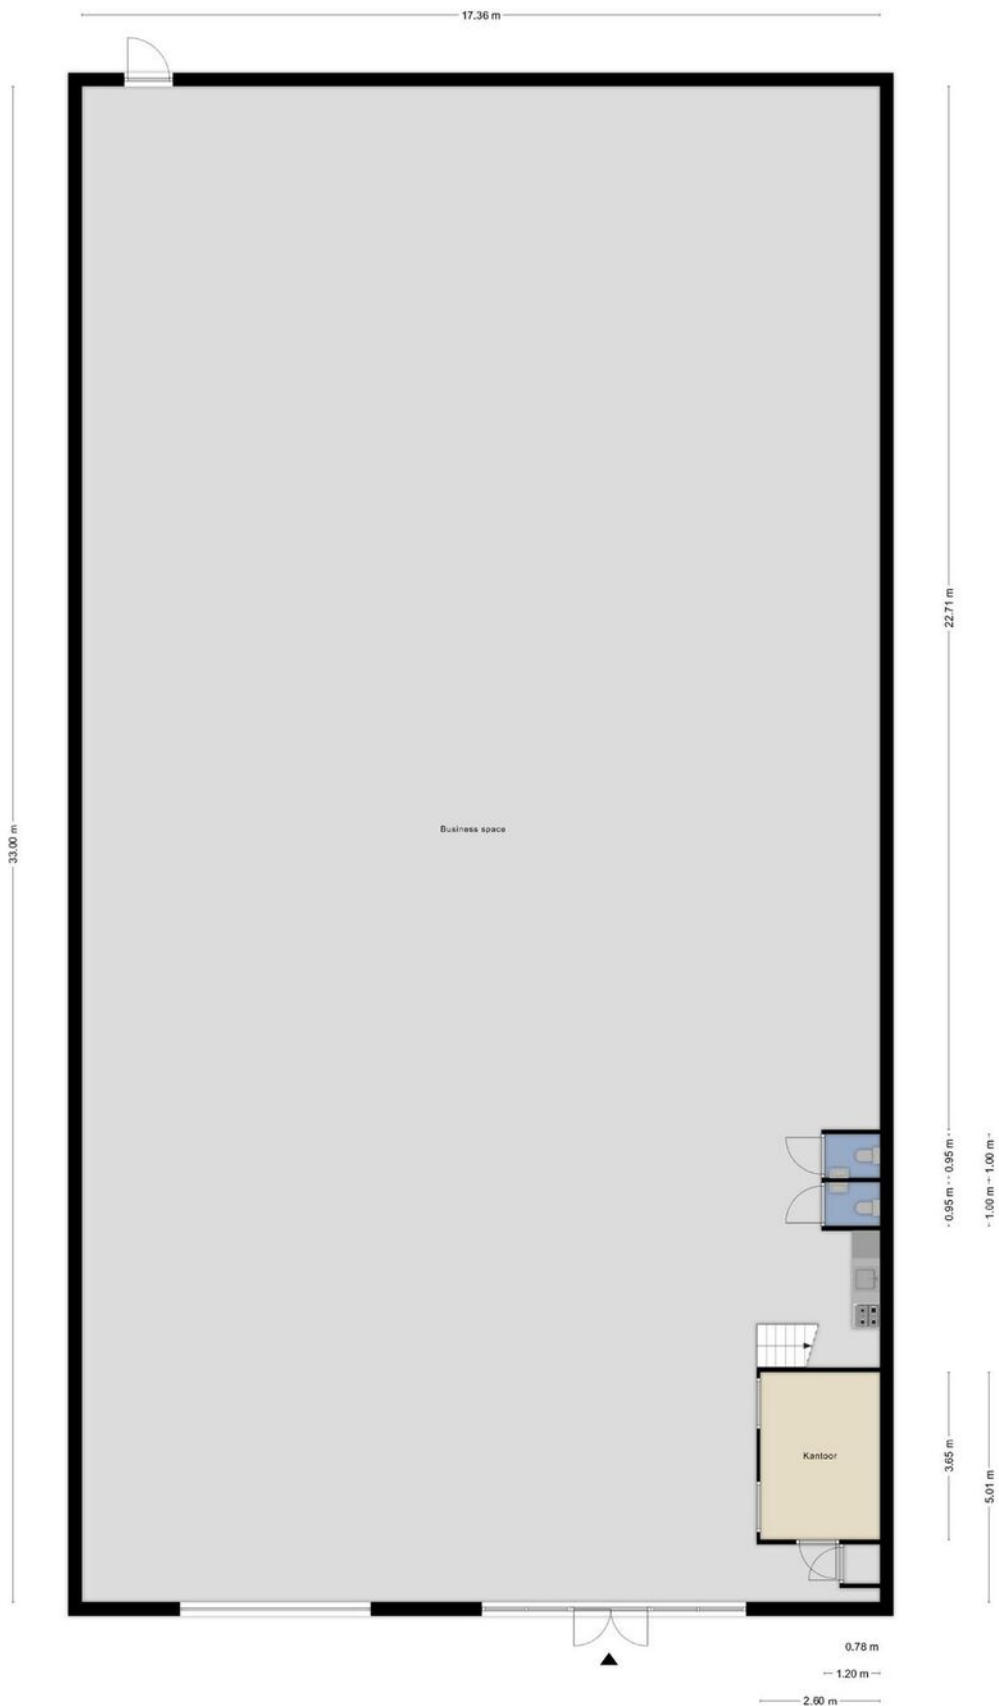 17.36 m
33.00 m
22.71 m
Business space
0.95 m
1.00 m
0.95 m
1.00 m
Kantoor
3.65 m
5.01 m
0.78 m
1.20 m
2.60 m